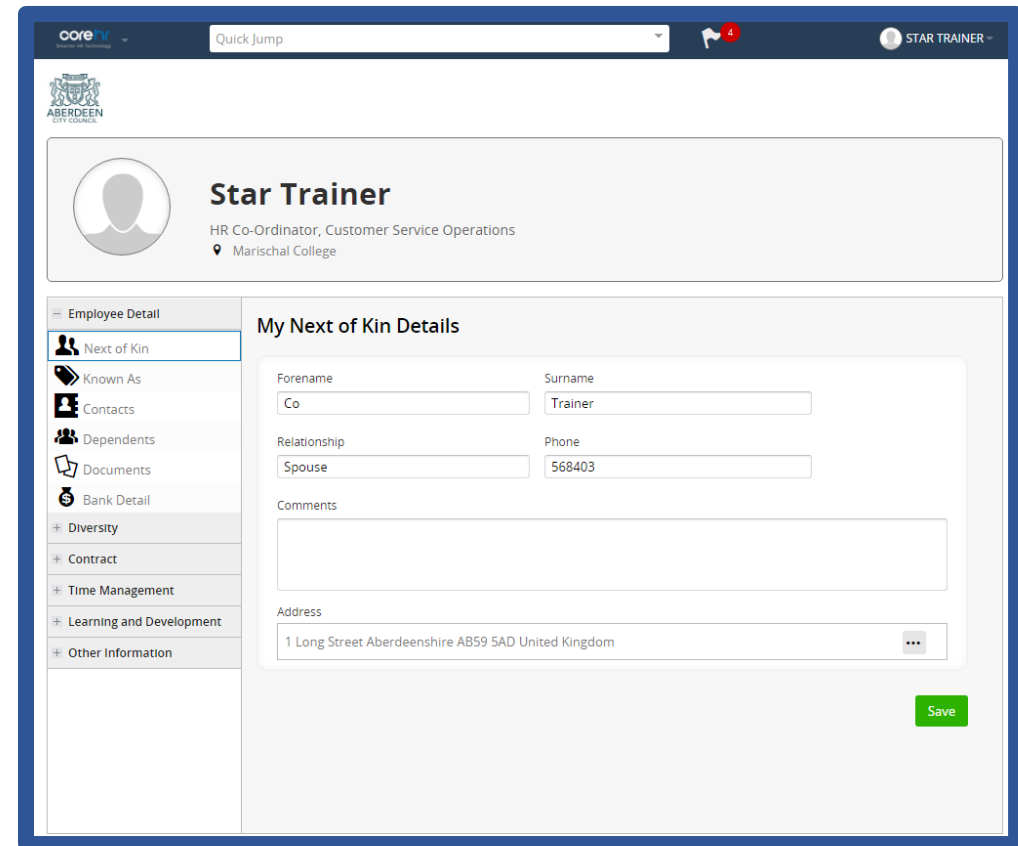 corehr
Smarter HR Technology
Quick Jump
4
STAR TRAINER
ABERDEEN
CITY COUNCIL
Star Trainer
HR Co-Ordinator, Customer Service Operations
Marischal College
Employee Detail
Next of Kin
Known As
Contacts
Dependents
Documents
Bank Detail
Diversity
Contract
Time Management
Learning and Development
Other Information
My Next of Kin Details
Forename Surname
Co Trainer
Relationship Phone
Spouse 568403
Comments
Address
1 Long Street Aberdeenshire AB59 5AD United Kingdom
Save